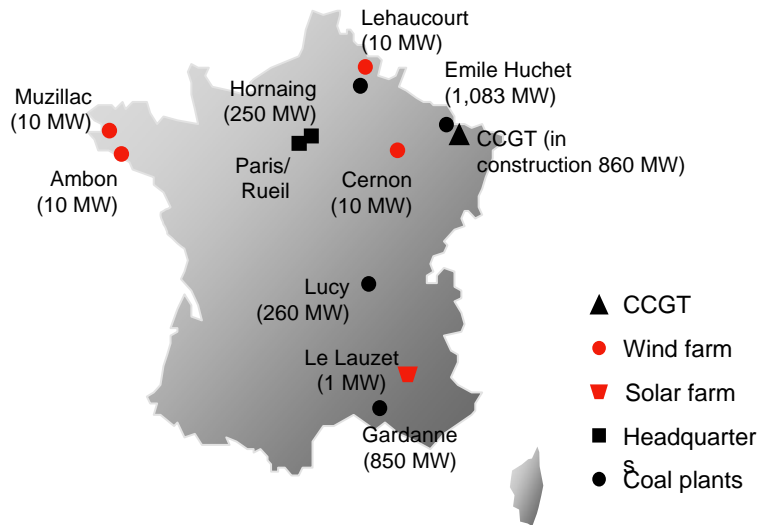 Lehaucourt
(10 MW)
Emile Huchet
(1,083 MW)
Hornaing
(250 MW)
Muzillac
(10 MW)
CCGT (in
construction 860 MW)
Paris/
Rueil
Cernon
(10 MW)
Ambon
(10 MW)
Lucy
(260 MW)
CCGT
Wind farm
Le Lauzet
(1 MW)
Solar farm
Gardanne
(850 MW)
Headquarter
s
Coal plants